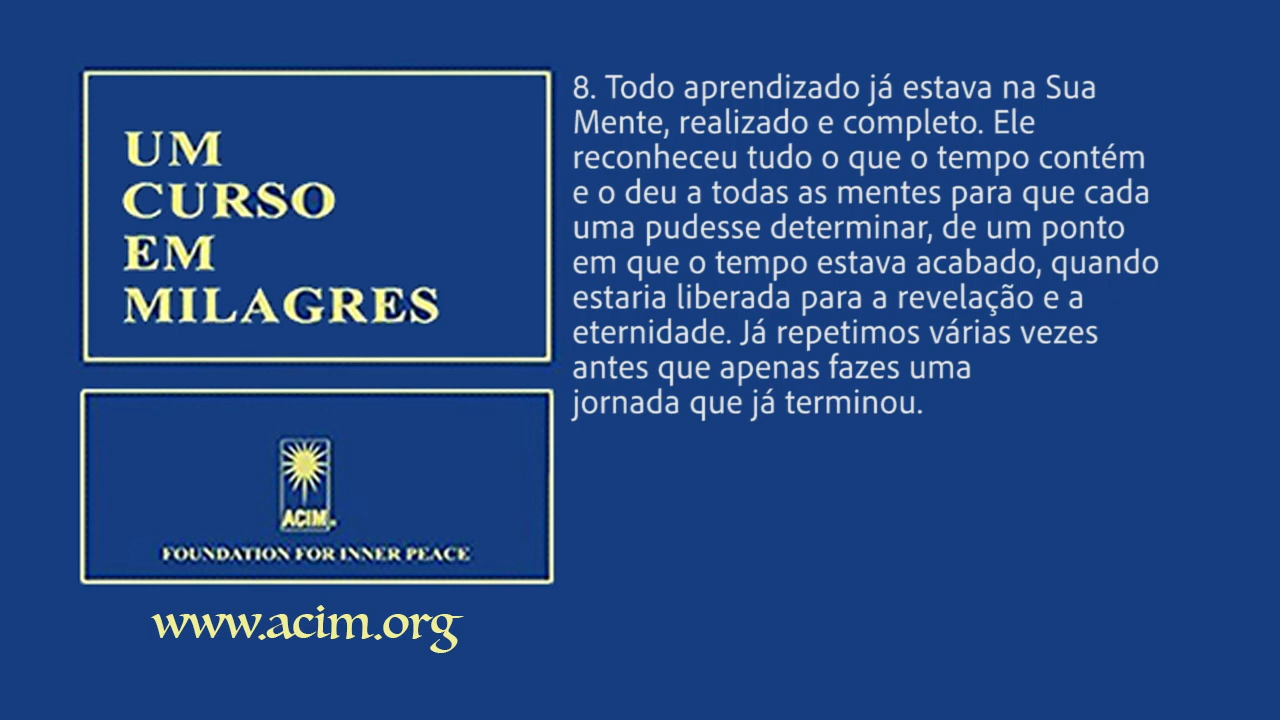 UM
CURSO
EM
MILAGRES
ACIM®
FOUNDATION FOR INNER PEACE
www.acim.org
8. Todo aprendizado já estava na Sua
Mente, realizado e completo. Ele
reconheceu tudo o que o tempo contém
e o deu a todas as mentes para que cada
uma pudesse determinar, de um ponto
em que o tempo estava acabado, quando
estaria liberada para a revelação e a
eternidade. Já repetimos várias vezes
antes que apenas fazes uma
jornada que já terminou.